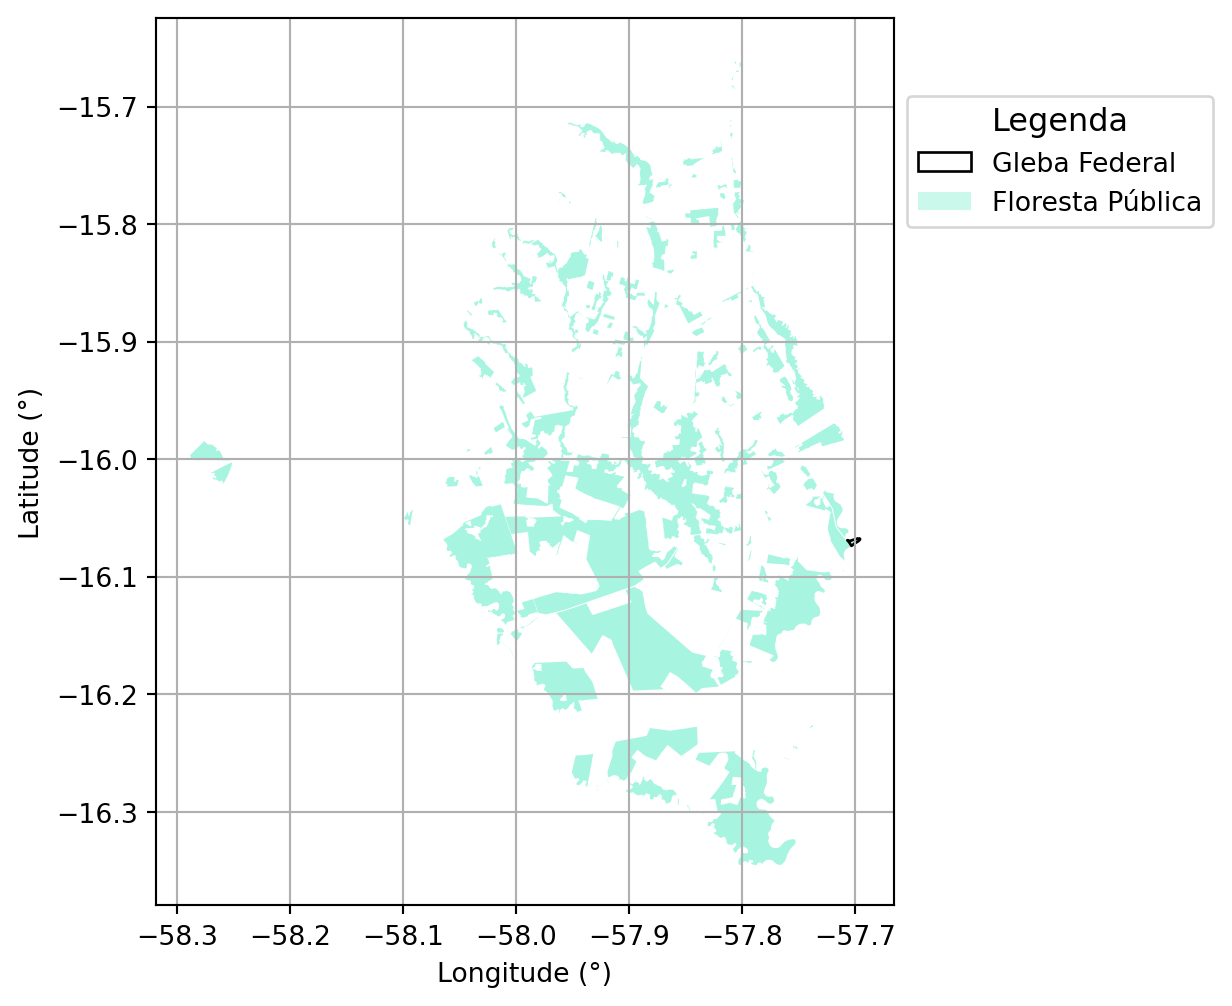 −15.7
−15.8
−15.9
−16.0
−16.1
−16.2
−16.3
Latitude (°)
−58.3 −58.2 −58.1 −58.0 −57.9 −57.8 −57.7
Longitude (°)
Legenda
Gleba Federal
Floresta Pública